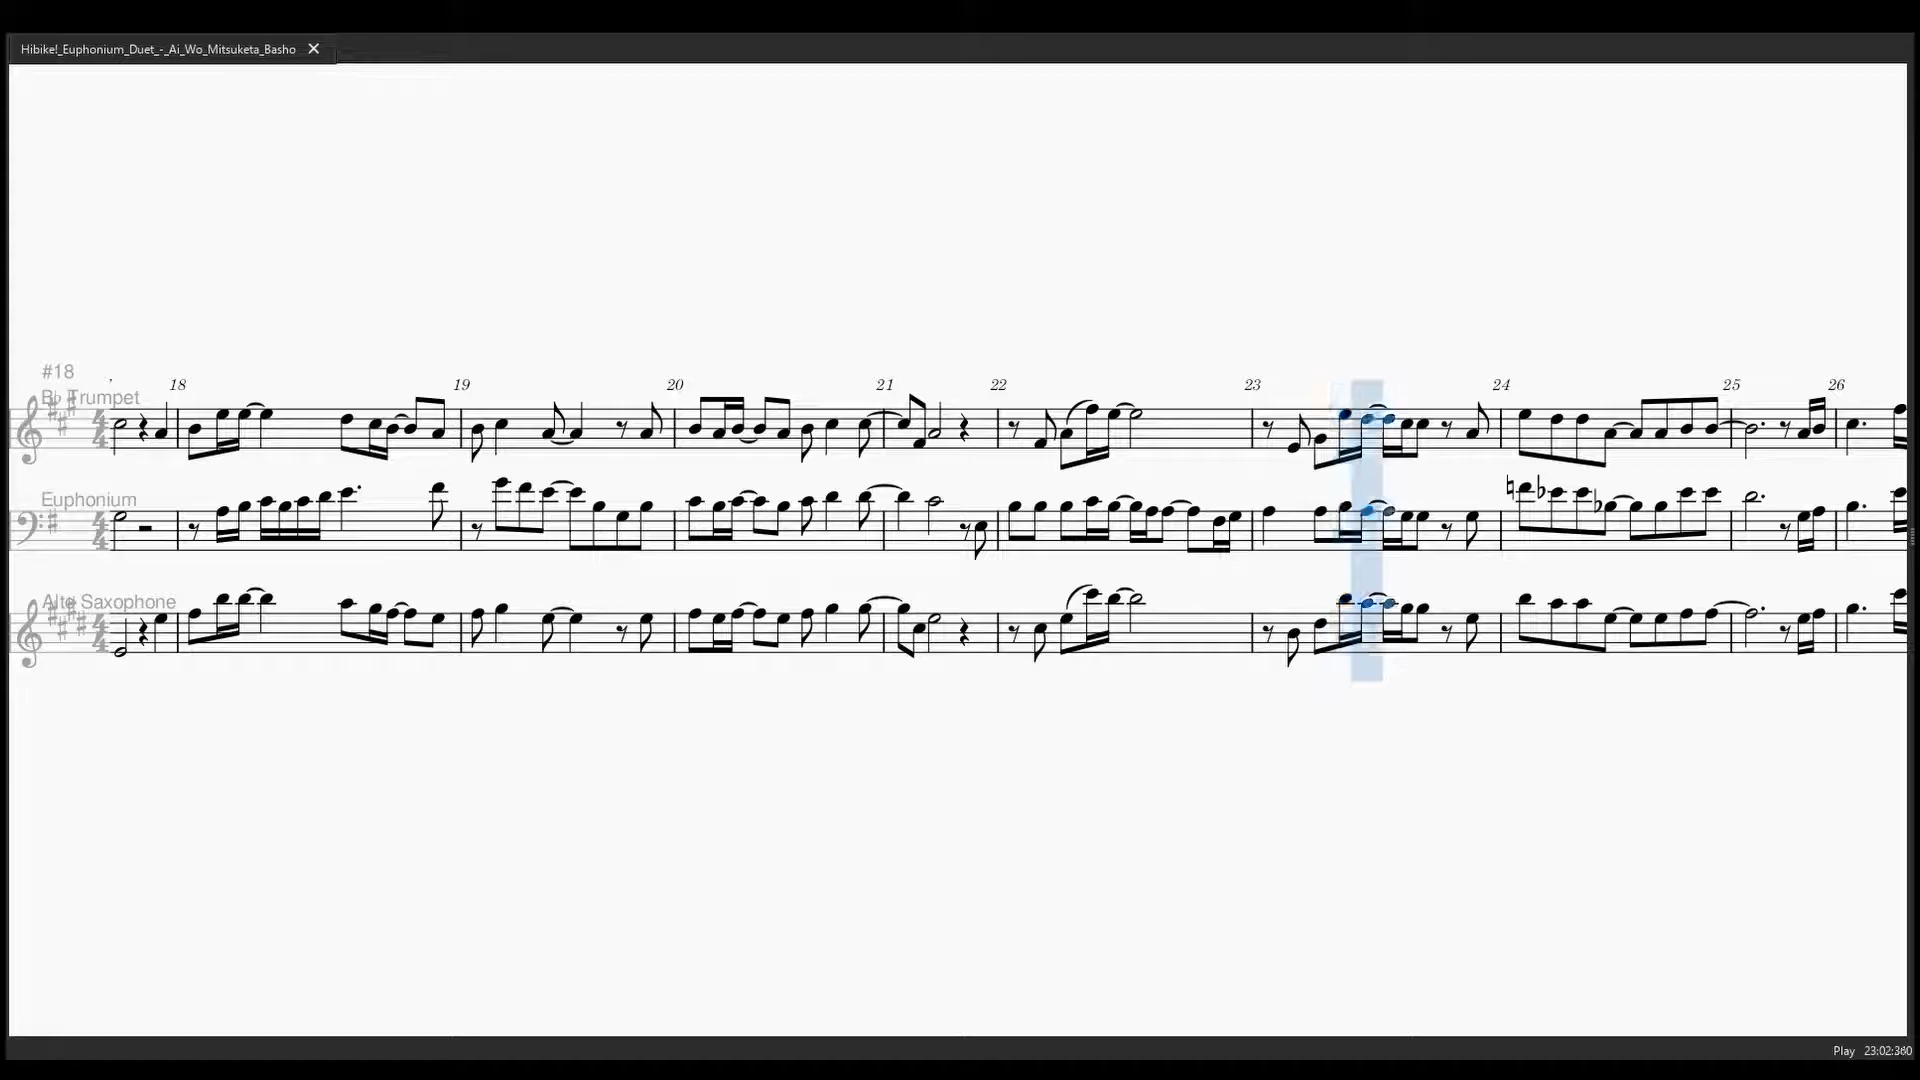 Hibike!_Euphonium_Duet_-_Ai_Wo_Mitsuketa_Basho
#18
18 19 20 21 22 23 24 25 26
B♭ Trumpet
Euphonium
Alto Saxophone
Play 23:02:360